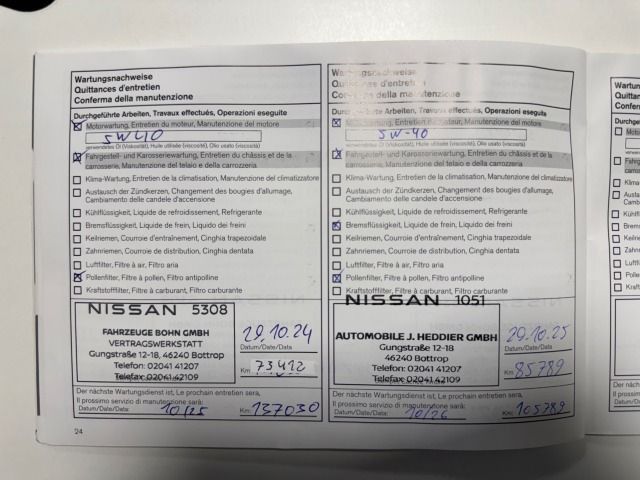 Wartungsnachweise
Quittances d'entretien
Conferma della manutenzione
Durchgeführte Arbeiten, Travaux effectués, Operazioni eseguite
Motorwartung, Entretien du moteur, Manutenzione del motore
5W40
verwendetes Öl (Viskosität), Huile utilisée (viscosité), Olio usato (viscosità)
Fahrgestell- und Karosseriewartung, Entretien du châssis et de la
carrosserie, Manutenzione del telaio e della carrozzeria
Klima-Wartung, Entretien de la climatisation, Manutenzione del climatizzatore
Austausch der Zündkerzen, Changement des bougies d'allumage,
Cambiamento delle candele d'accensione
Kühlflüssigkeit, Liquide de refroidissement, Refrigerante
Bremsflüssigkeit, Liquide de frein, Liquido dei freini
Keilriemen, Courroie d'entraînement, Cinghia trapezoidale
Zahnriemen, Courroie de distribution, Cinghia dentata
Luftfilter, Filtre à air, Filtro aria
Pollenfilter, Filtre à pollen, Filtro antipolline
Kraftstofffilter, Filtre à carburant, Filtro carburante
NISSAN 5308
FAHRZEUGE BOHN GMBH
VERTRAGSWERKSTATT
Gungstraße 12-18, 46240 Bottrop
Telefon: 02041 41207
Telefax: 02041 42109
29.10.24
Datum/Date/Data
Km 73412
Der nächste Wartungsdienst ist, Le prochain entretien sera,
Il prossimo servizio di manutenzione sarà:
Datum/Date/Data: 10/25 Km: 137030
24
Wartungsnachweise
Quittances d'entretien
Conferma della manutenzione
Durchgeführte Arbeiten, Travaux effectués, Operazioni eseguite
Motorwartung, Entretien du moteur, Manutenzione del motore
5W-40
verwendetes Öl (Viskosität), Huile utilisée (viscosité), Olio usato (viscosità)
Fahrgestell- und Karosseriewartung, Entretien du châssis et de la
carrosserie, Manutenzione del telaio e della carrozzeria
Klima-Wartung, Entretien de la climatisation, Manutenzione del climatizzatore
Austausch der Zündkerzen, Changement des bougies d'allumage,
Cambiamento delle candele d'accensione
Kühlflüssigkeit, Liquide de refroidissement, Refrigerante
Bremsflüssigkeit, Liquide de frein, Liquido dei freini
Keilriemen, Courroie d'entraînement, Cinghia trapezoidale
Zahnriemen, Courroie de distribution, Cinghia dentata
Luftfilter, Filtre à air, Filtro aria
Pollenfilter, Filtre à pollen, Filtro antipolline
Kraftstofffilter, Filtre à carburant, Filtro carburante
NISSAN 1051
AUTOMOBILE J. HEDDIER GMBH
Gungstraße 12-18
46240 Bottrop
Telefon: 02041 41207
Telefax: 02041 42109
29.10.25
Datum/Date/Data
Km 85789
Der nächste Wartungsdienst ist, Le prochain entretien sera,
Il prossimo servizio di manutenzione sarà:
Datum/Date/Data: 10/26 Km: 105789